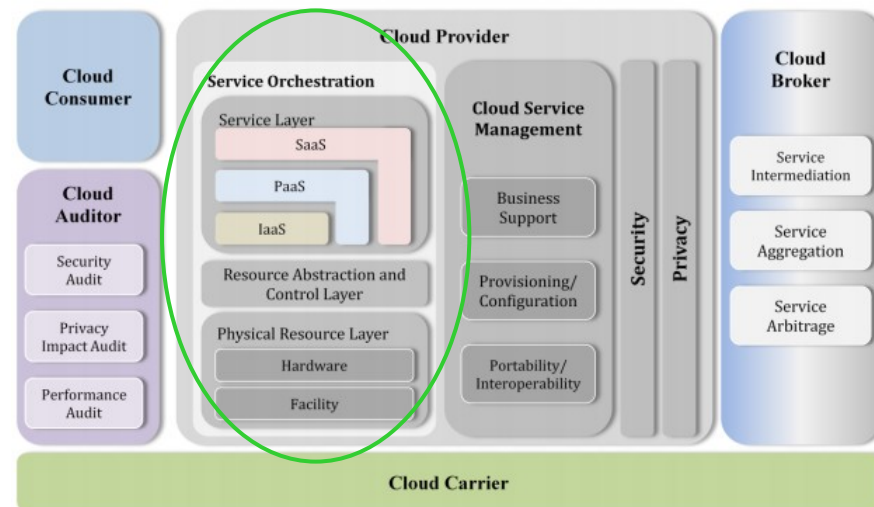 Cloud
Consumer
Cloud
Auditor
Security
Audit
Privacy
Impact Audit
Performance
Audit
Cloud Provider
Service Orchestration
Service Layer
SaaS
PaaS
IaaS
Resource Abstraction and
Control Layer
Physical Resource Layer
Hardware
Facility
Cloud Service
Management
Business
Support
Provisioning/
Configuration
Portability/
Interoperability
Security
Privacy
Cloud
Broker
Service
Intermediation
Service
Aggregation
Service
Arbitrage
Cloud Carrier